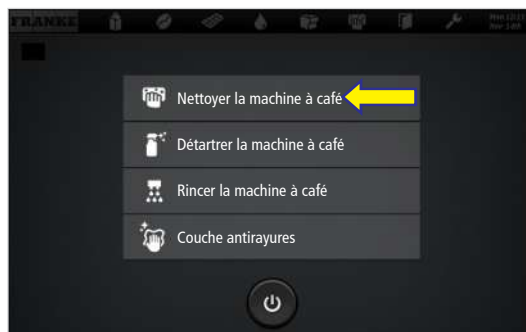 FRANKE
Nettoyer la machine à café
Détartrer la machine à café
Rincer la machine à café
Couche antirayures